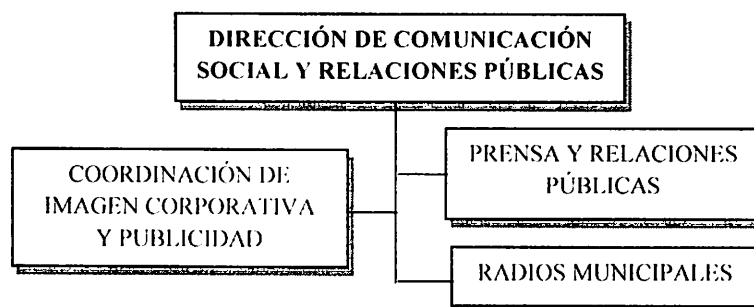 DIRECCIÓN DE COMUNICACIÓN
SOCIAL Y RELACIONES PÚBLICAS
COORDINACIÓN DE
IMAGEN CORPORATIVA
Y PUBLICIDAD
PRENSA Y RELACIONES
PÚBLICAS
RADIOS MUNICIPALES